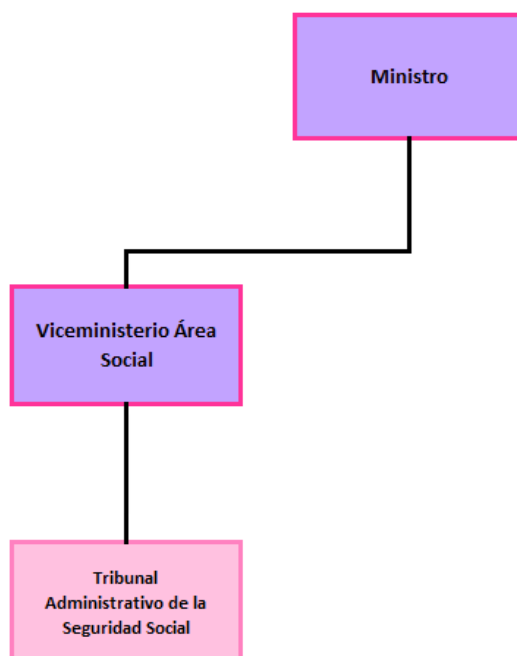 Ministro
Viceministerio Área
Social
Tribunal
Administrativo de la
Seguridad Social